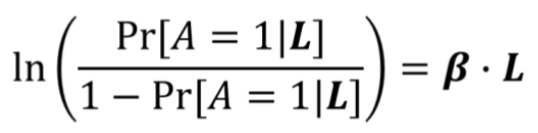 ln(Pr[A = 1|L] / 1 − Pr[A = 1|L]) = β · L